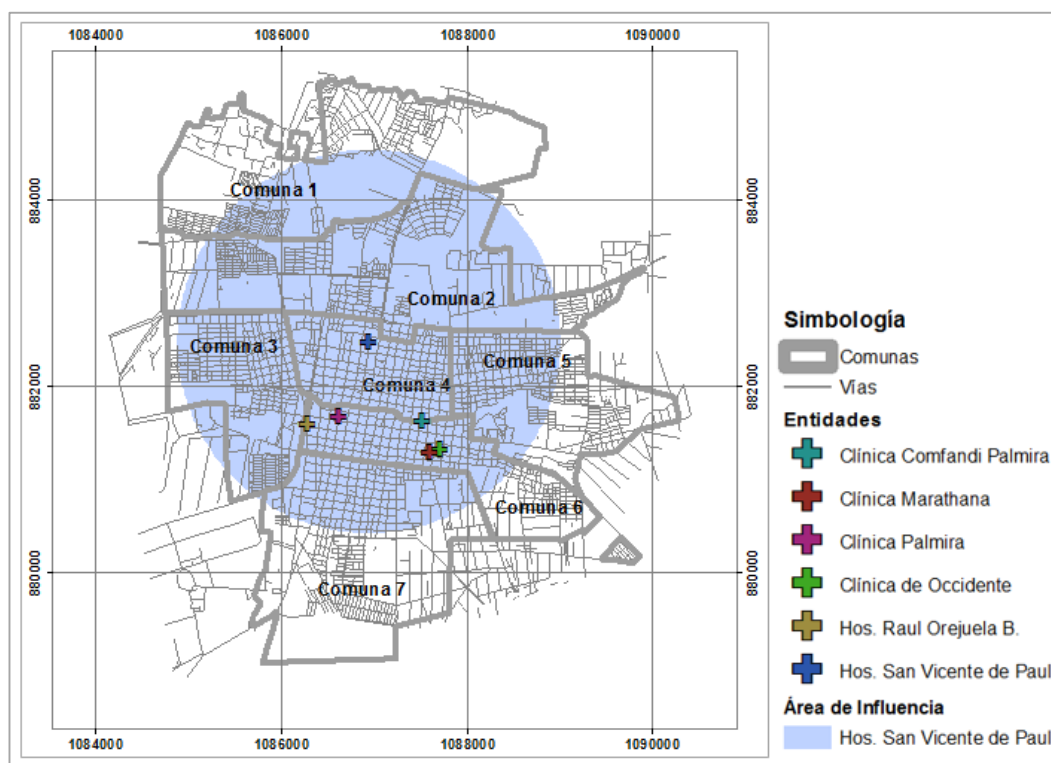 1084000 1086000 1088000 1090000
884000 884000
Comuna 1
Comuna 2
Comuna 3
Comuna 5
Comuna 4
882000 882000
Comuna 6
880000 880000
Comuna 7
1084000 1086000 1088000 1090000
Simbología
Comunas
Vías
Entidades
Clínica Comfandi Palmira
Clínica Marathana
Clínica Palmira
Clínica de Occidente
Hos. Raul Orejuela B.
Hos. San Vicente de Paul
Área de Influencia
Hos. San Vicente de Paul